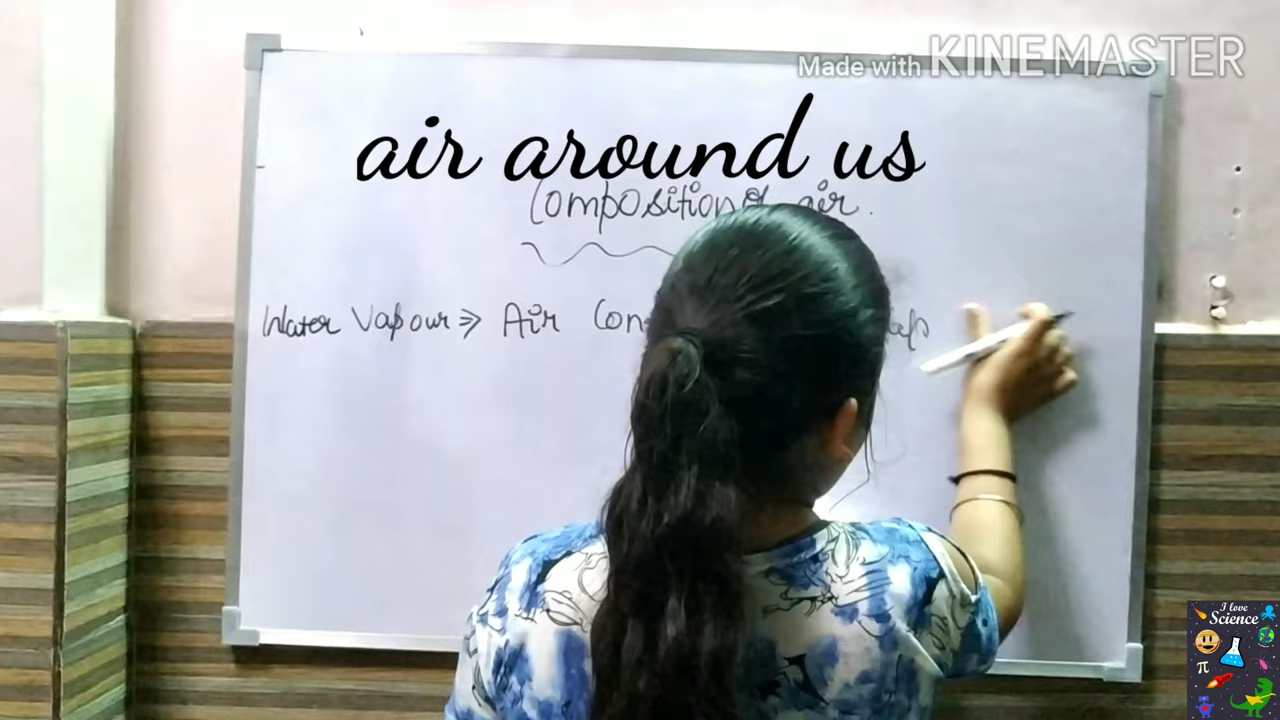 Made with KINEMASTER
air around us
Composition of air.
Water Vapour ⇒ Air Con
I love
Science
π